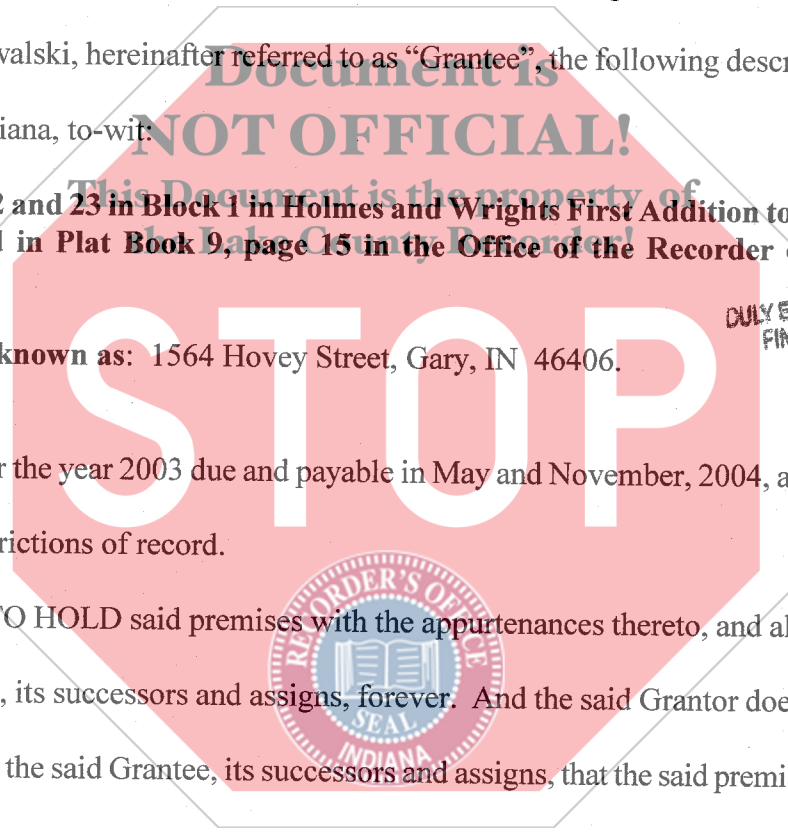 valski, hereinafter referred to as “Grantee”, the following descr
Document is
iana, to-wit:
NOT OFFICIAL!
This Document is the property of
2 and 23 in Block 1 in Holmes and Wrights First Addition to
the Lake County Recorder!
in Plat Book 9, page 15 in the Office of the Recorder
DULY E
FIN
known as: 1564 Hovey Street, Gary, IN 46406.
STOP
r the year 2003 due and payable in May and November, 2004, a
rictions of record.
RECORDER'S OFFICE
TO HOLD said premises with the appurtenances thereto, and al
, its successors and assigns, forever. And the said Grantor doe
SEAL
INDIANA
the said Grantee, its successors and assigns, that the said premi